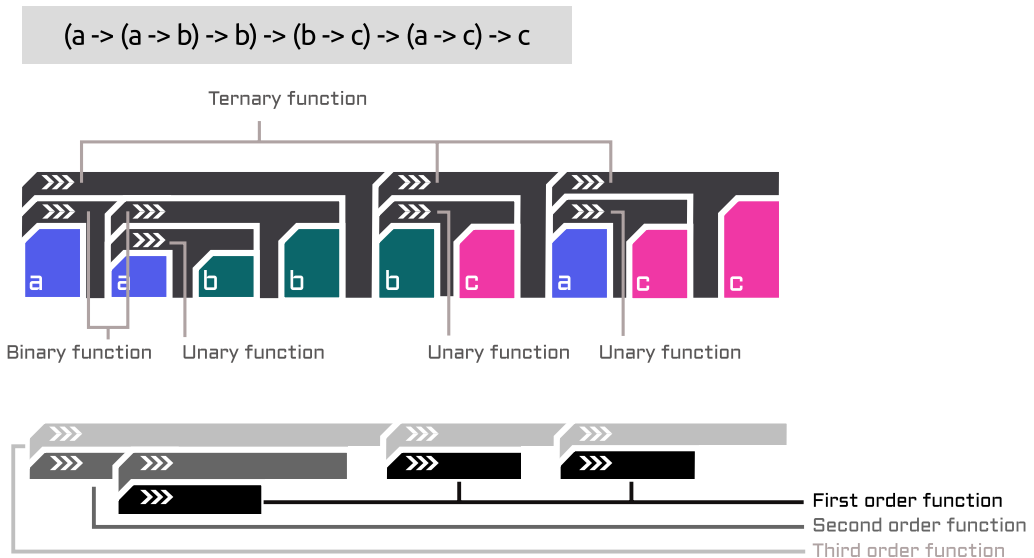 (a -> (a -> b) -> b) -> (b -> c) -> (a -> c) -> c
Ternary function
a a b b b c a c c
Binary function Unary function Unary function Unary function
First order function
Second order function
Third order function